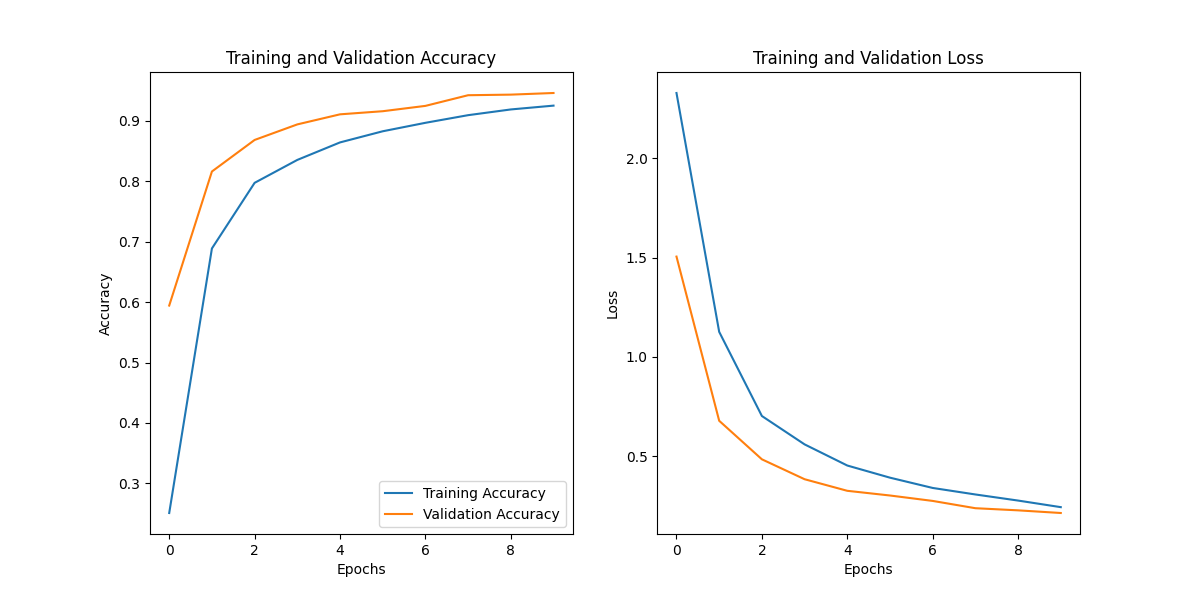 Training and Validation Accuracy
Accuracy
0.9
0.8
0.7
0.6
0.5
0.4
0.3
Training Accuracy
Validation Accuracy
0 2 4 6 8
Epochs
Training and Validation Loss
Loss
2.0
1.5
1.0
0.5
0 2 4 6 8
Epochs